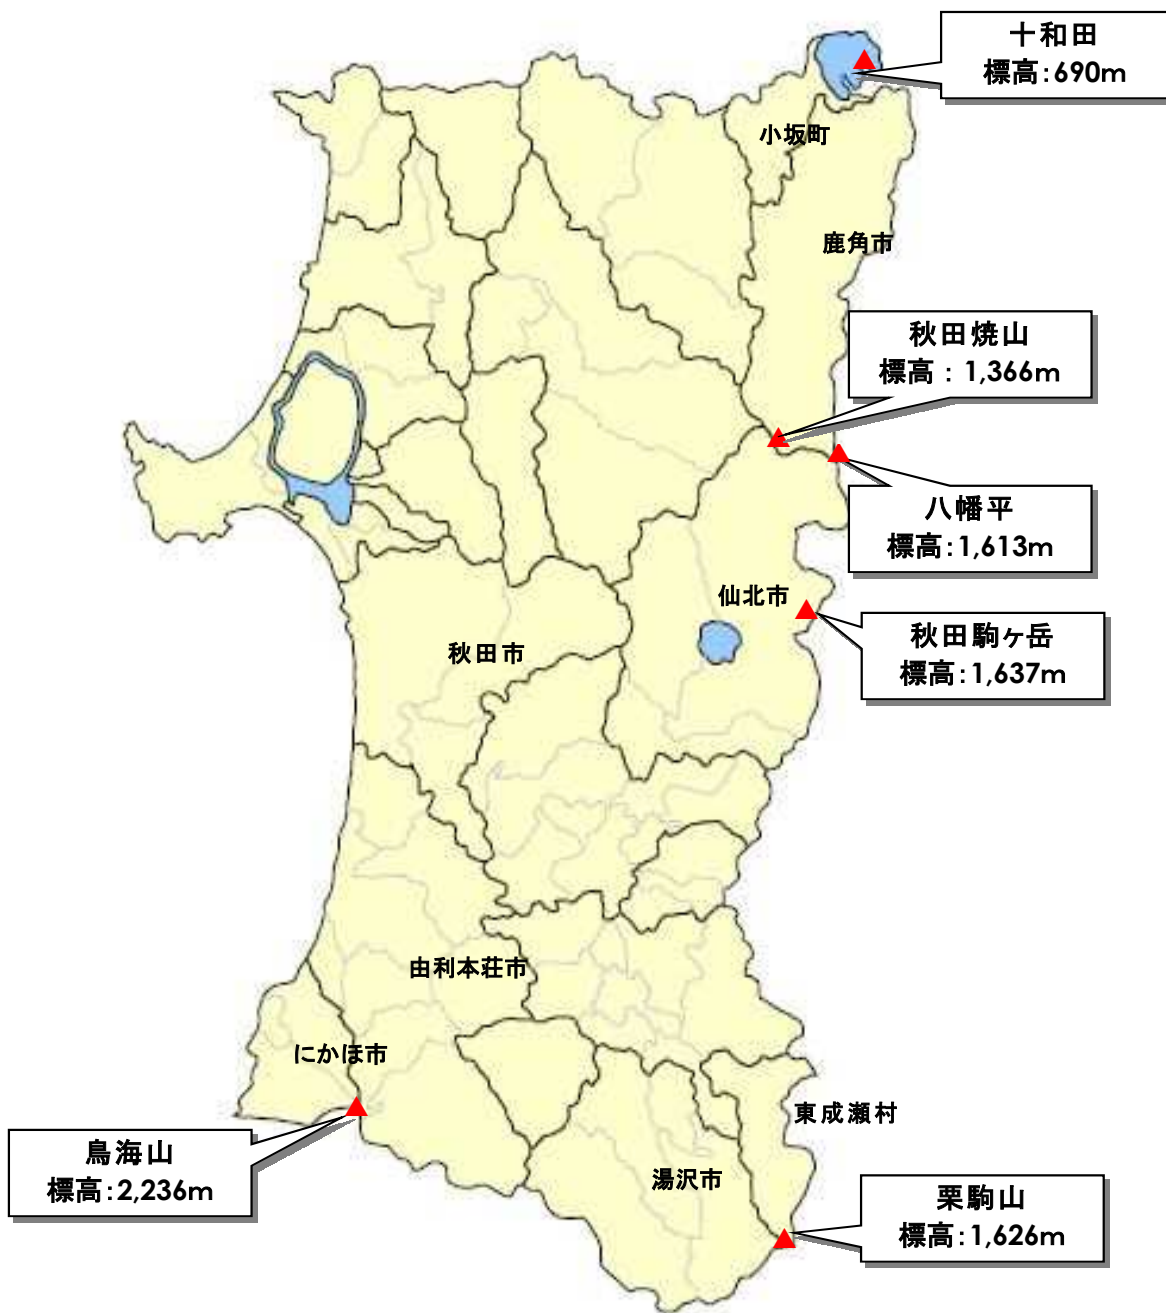 十和田
標高：690m
小坂町
鹿角市
秋田焼山
標高：1,366m
八幡平
標高：1,613m
仙北市
秋田駒ヶ岳
標高：1,637m
秋田市
由利本荘市
にかほ市
東成瀬村
鳥海山
標高：2,236m
湯沢市
栗駒山
標高：1,626m